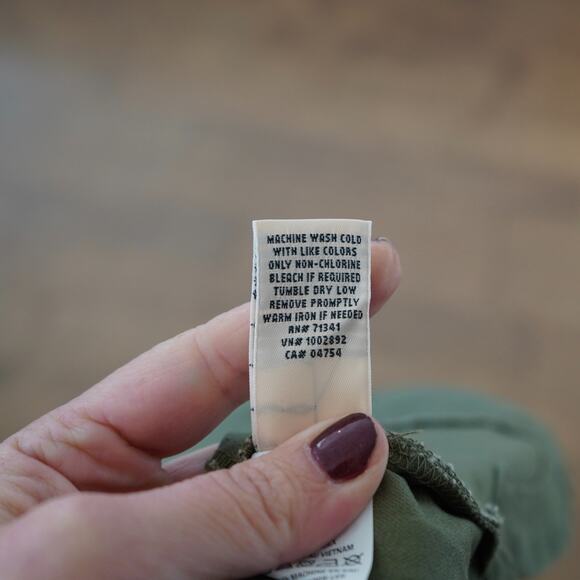 MACHINE WASH COLD
WITH LIKE COLORS
ONLY NON-CHLORINE
BLEACH IF REQUIRED
TUMBLE DRY LOW
REMOVE PROMPTLY
WARM IRON IF NEEDED
RN# 71341
VN# 1002892
CA# 04754
VIETNAM